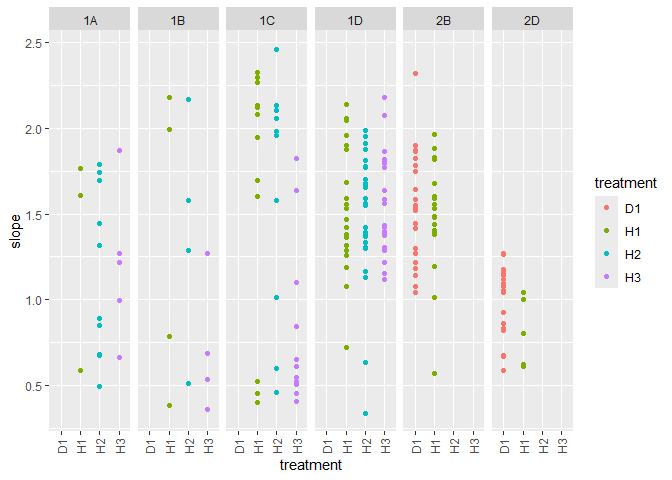 1A 1B 1C 1D 2B 2D
2.5
2.0
1.5
1.0
0.5
slope
D1 H1 H2 H3 D1 H1 H2 H3 D1 H1 H2 H3 D1 H1 H2 H3 D1 H1 H2 H3 D1 H1 H2 H3
treatment
treatment
D1
H1
H2
H3